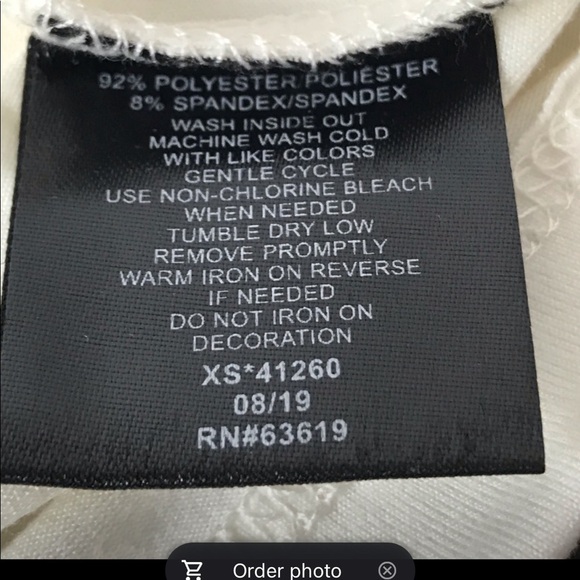 92% POLYESTER/POLIÉSTER
8% SPANDEX/SPANDEX
WASH INSIDE OUT
MACHINE WASH COLD
WITH LIKE COLORS
GENTLE CYCLE
USE NON-CHLORINE BLEACH
WHEN NEEDED
TUMBLE DRY LOW
REMOVE PROMPTLY
WARM IRON ON REVERSE
IF NEEDED
DO NOT IRON ON
DECORATION
XS*41260
08/19
RN#63619
Order photo